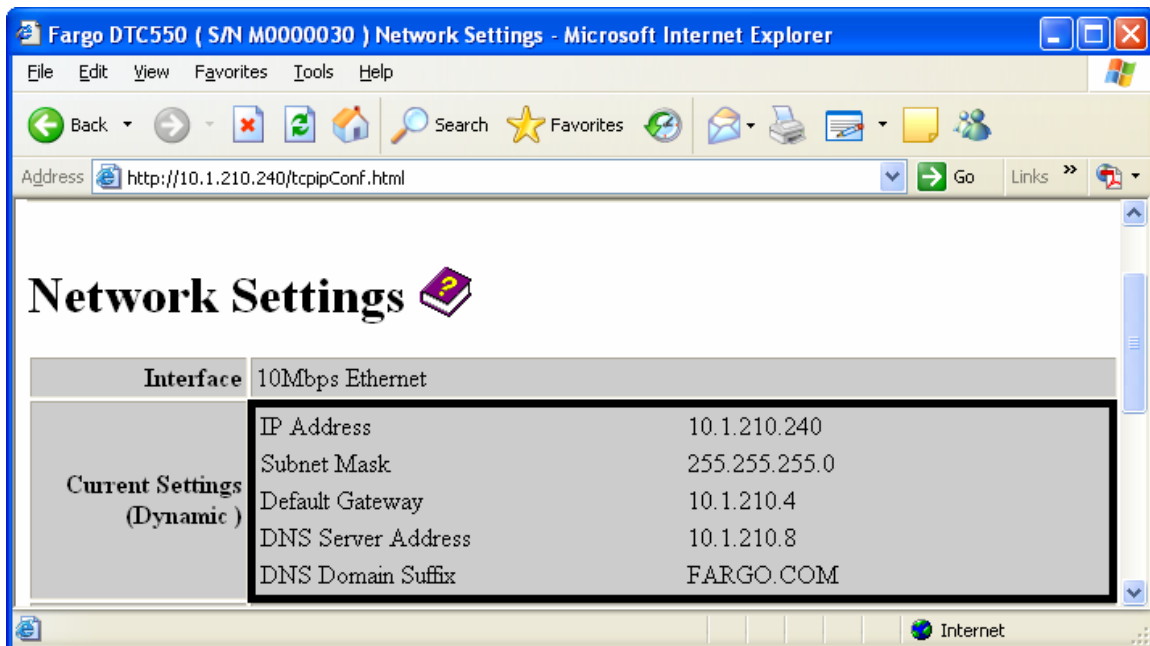 Fargo DTC550 ( S/N M0000030 ) Network Settings - Microsoft Internet Explorer
File Edit View Favorites Tools Help
Back Search Favorites
Address http://10.1.210.240/tcpipConf.html Go Links »
Network Settings
Interface 10Mbps Ethernet
Current Settings
(Dynamic )
IP Address 10.1.210.240
Subnet Mask 255.255.255.0
Default Gateway 10.1.210.4
DNS Server Address 10.1.210.8
DNS Domain Suffix FARGO.COM
Internet